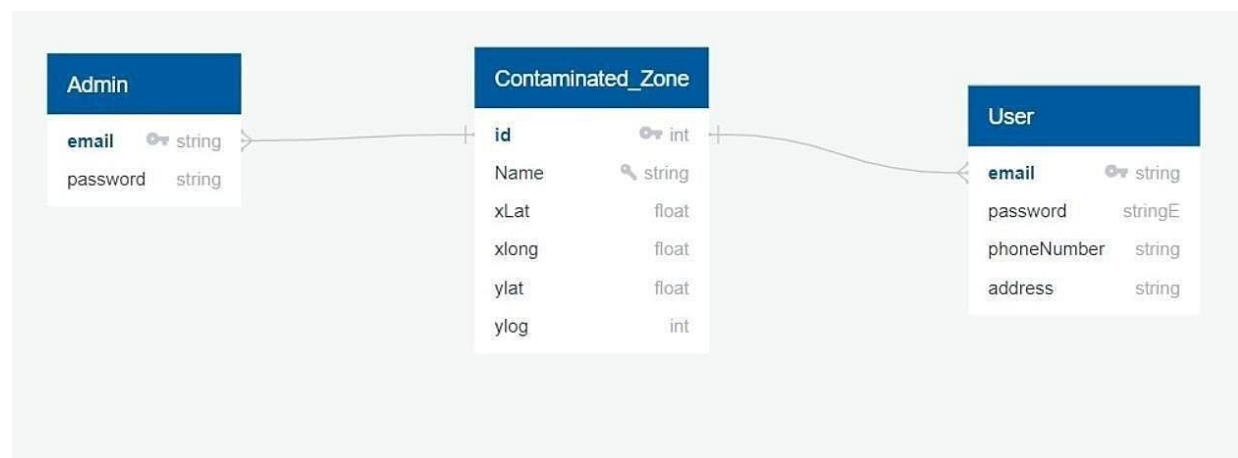 Admin
email string
password string
Contaminated_Zone
id int
Name string
xLat float
xlong float
ylat float
ylog int
User
email string
password stringE
phoneNumber string
address string